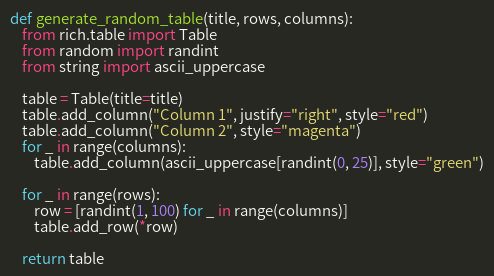 def generate_random_table(title, rows, columns):
    from rich.table import Table
    from random import randint
    from string import ascii_uppercase

    table = Table(title=title)
    table.add_column("Column 1", justify="right", style="red")
    table.add_column("Column 2", style="magenta")
    for _ in range(columns):
        table.add_column(ascii_uppercase[randint(0, 25)], style="green")

    for _ in range(rows):
        row = [randint(1, 100) for _ in range(columns)]
        table.add_row(*row)

    return table